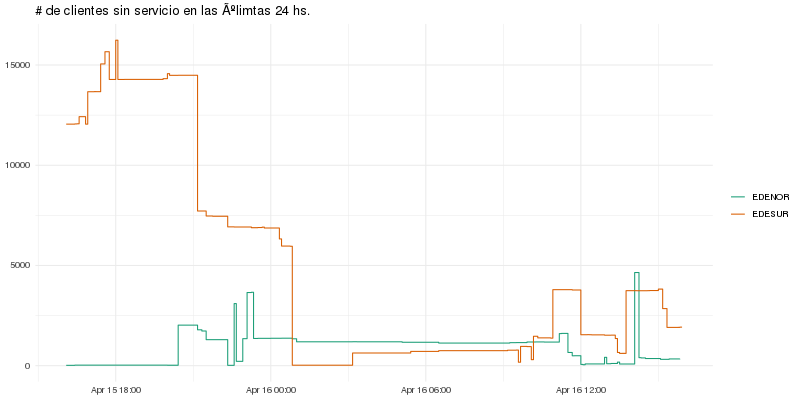 # de clientes sin servicio en las Ãºlimtas 24 hs.
15000
10000
5000
0
Apr 15 18:00
Apr 16 00:00
Apr 16 06:00
Apr 16 12:00
EDENOR
EDESUR